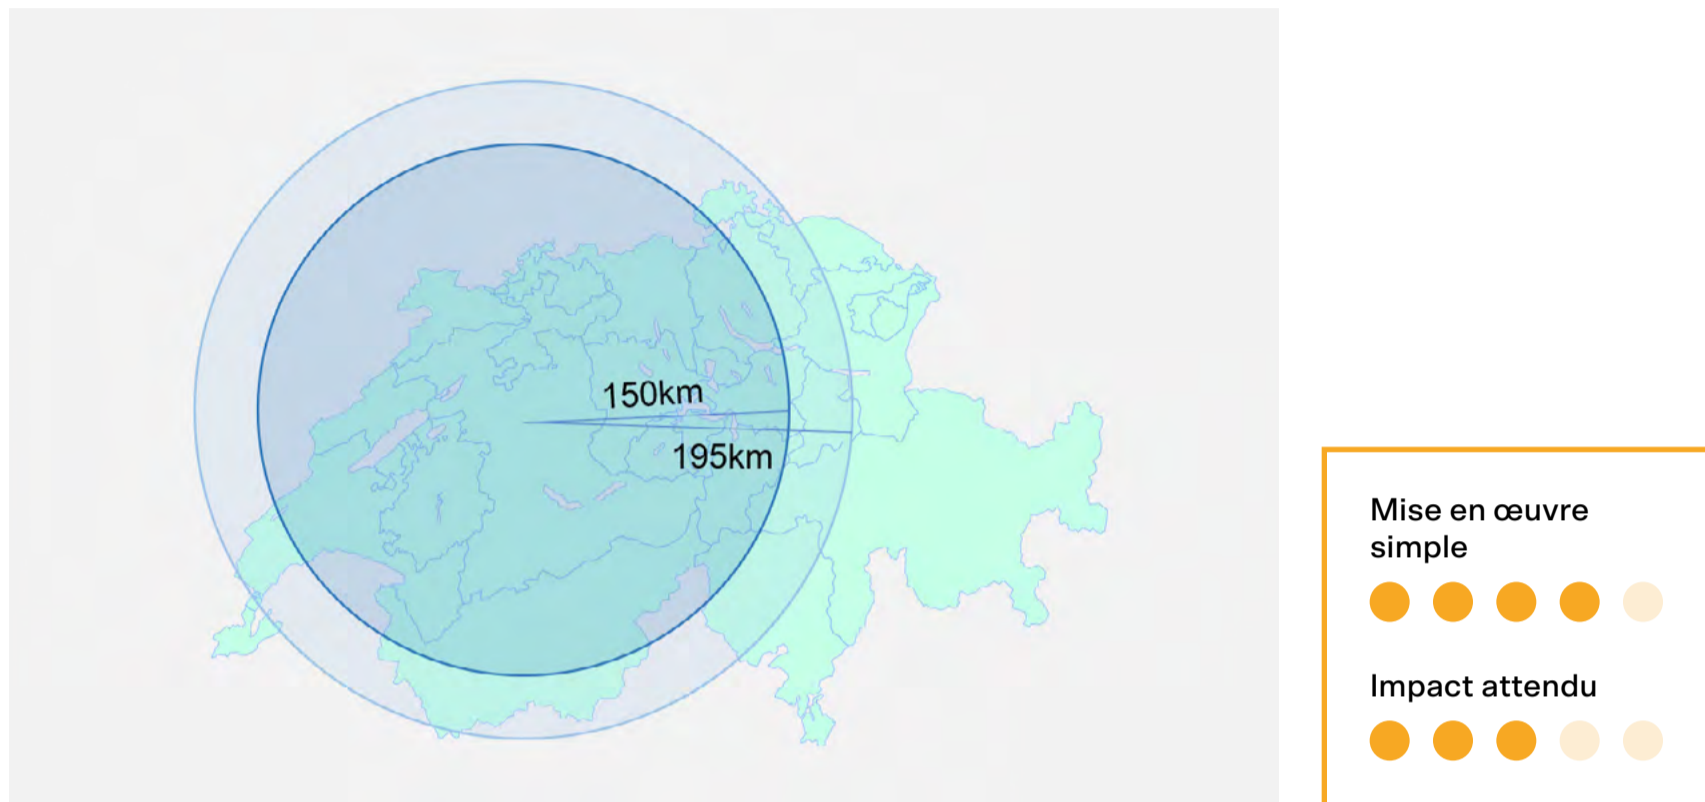 150km
195km
Mise en œuvre
simple
Impact attendu